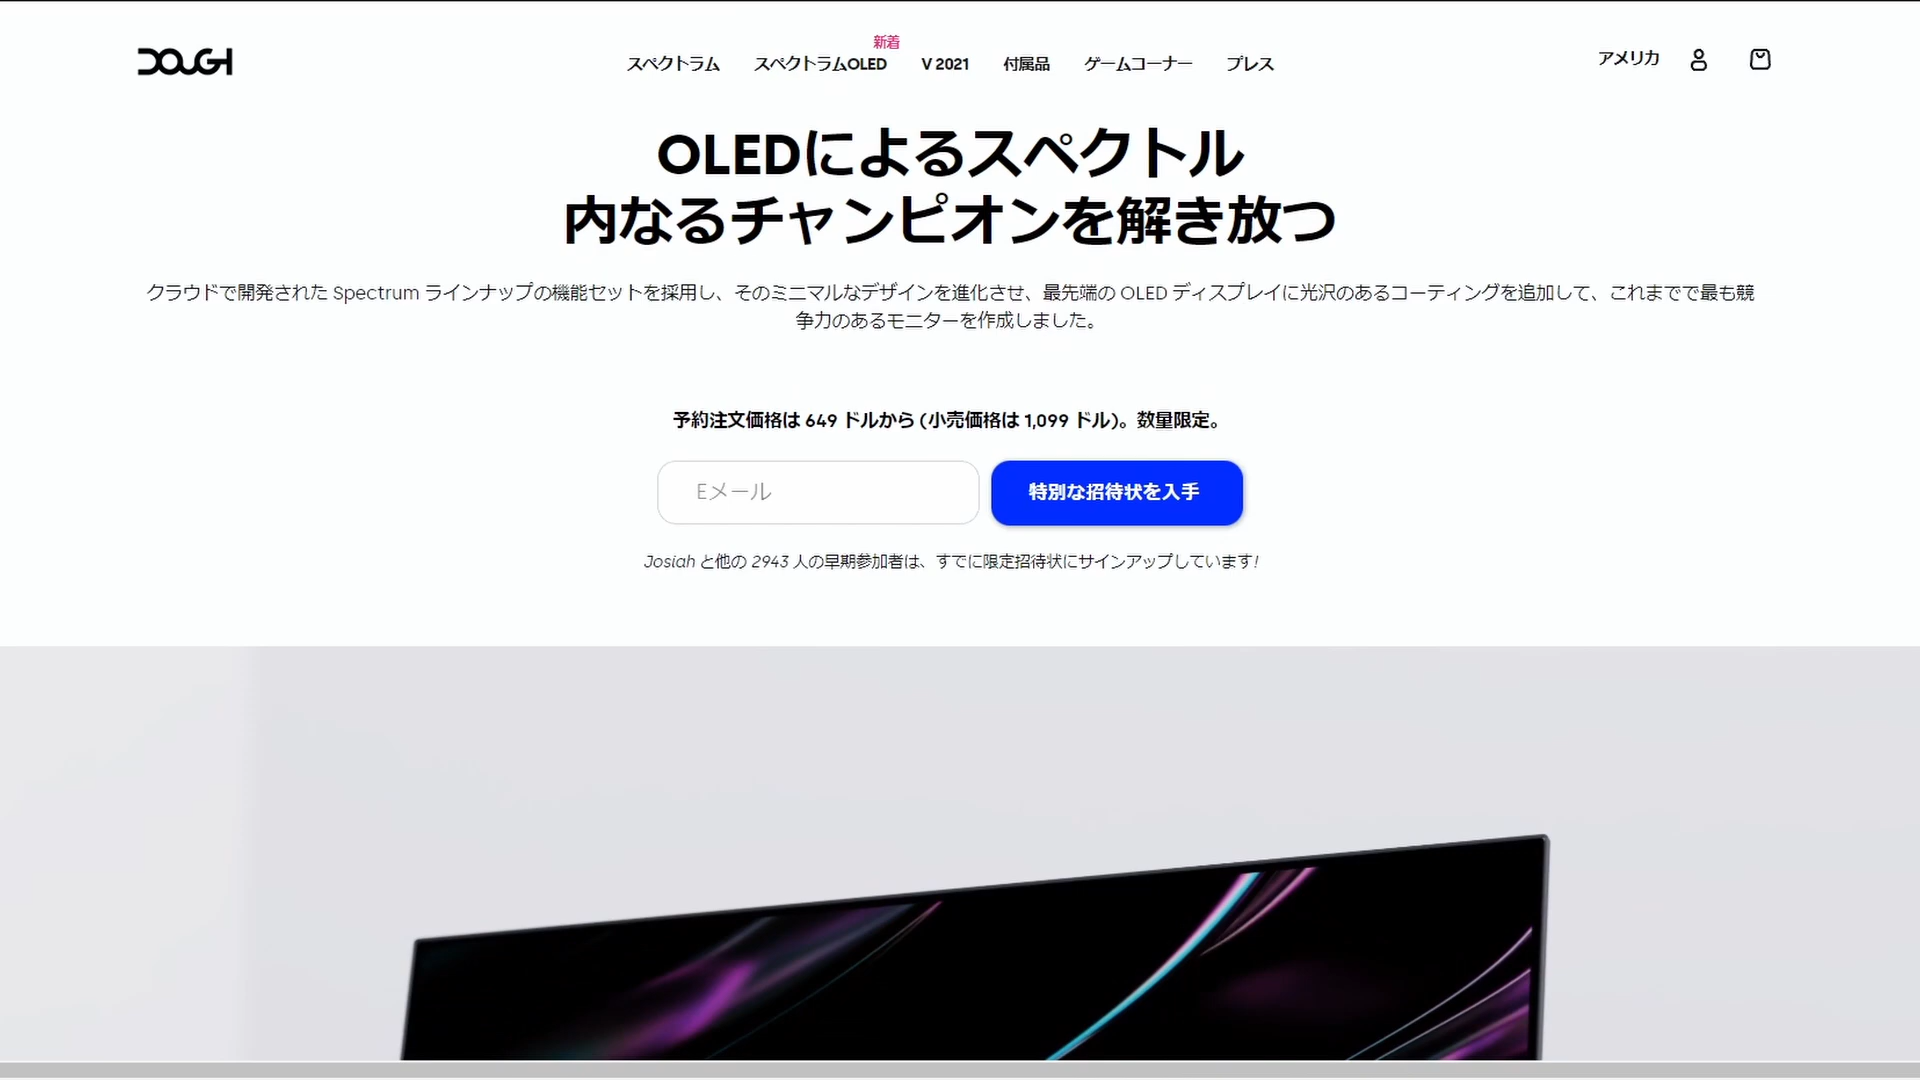 DOUGH
新着
スペクトラム スペクトラムOLED V 2021 付属品 ゲームコーナー プレス アメリカ
OLEDによるスペクトル
内なるチャンピオンを解き放つ
クラウドで開発された Spectrum ラインナップの機能セットを採用し、そのミニマルなデザインを進化させ、最先端の OLED ディスプレイに光沢のあるコーティングを追加して、これまでで最も競
争力のあるモニターを作成しました。
予約注文価格は 649 ドルから (小売価格は 1,099 ドル)。数量限定。
Eメール 特別な招待状を入手
Josiah と他の 2943 人の早期参加者は、すでに限定招待状にサインアップしています!